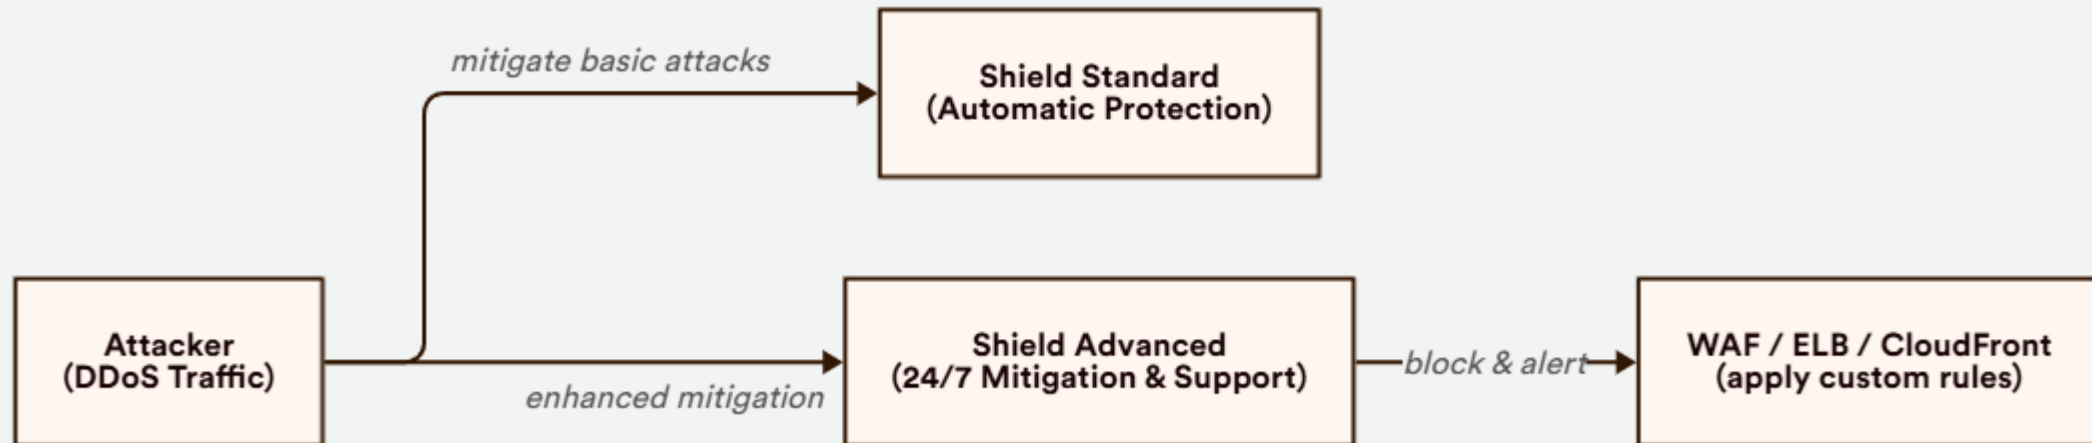 mitigate basic attacks
Shield Standard
(Automatic Protection)
Attacker
(DDoS Traffic)
enhanced mitigation
Shield Advanced
(24/7 Mitigation & Support)
block & alert
WAF / ELB / CloudFront
(apply custom rules)